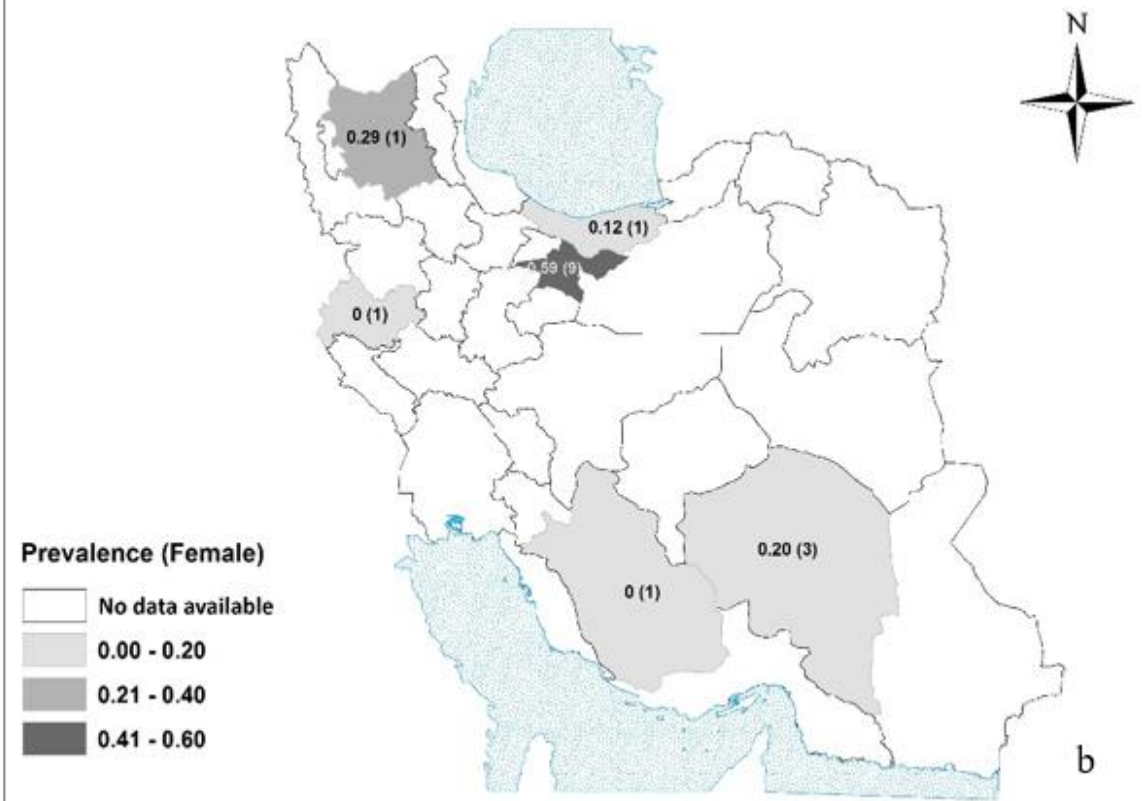 N
0.29 (1)
0.12 (1)
0.59 (9)
0 (1)
0.20 (3)
0 (1)
Prevalence (Female)
No data available
0.00 - 0.20
0.21 - 0.40
0.41 - 0.60
b